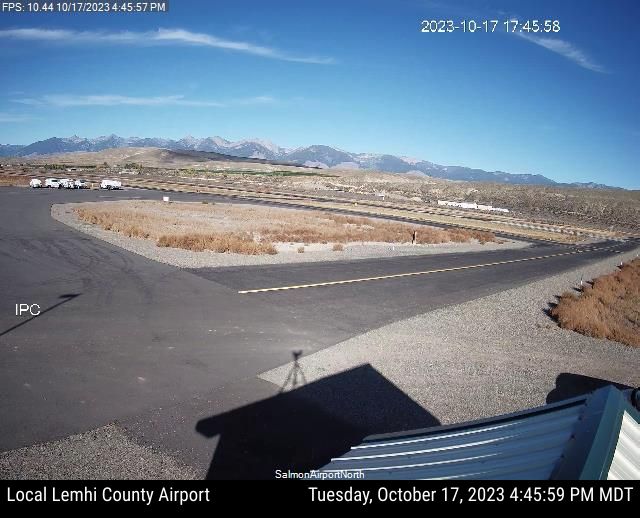 FPS: 10.44 10/17/2023 4:45:57 PM
2023-10-17 17:45:58
IPC
SalmonAirportNorth
Local Lemhi County Airport Tuesday, October 17, 2023 4:45:59 PM MDT